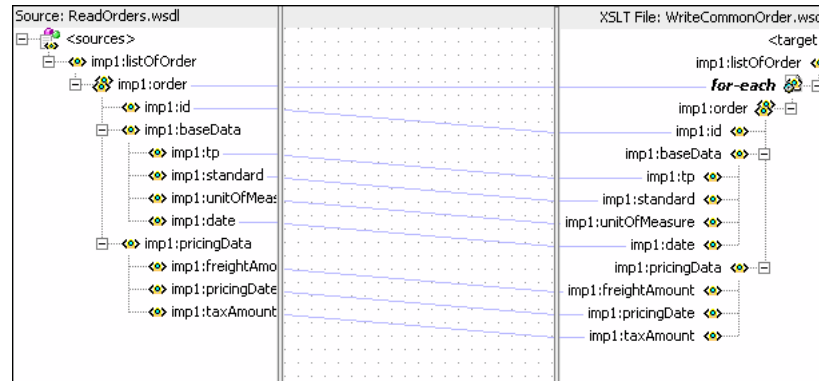 Source: ReadOrders.wsdl
<sources>
imp1:listOfOrder
imp1:order
imp1:id
imp1:baseData
imp1:tp
imp1:standard
imp1:unitOfMeas
imp1:date
imp1:pricingData
imp1:freightAmo
imp1:pricingDate
imp1:taxAmount
XSLT File: WriteCommonOrder.wsd
<target
imp1:listOfOrder
for-each
imp1:order
imp1:id
imp1:baseData
imp1:tp
imp1:standard
imp1:unitOfMeasure
imp1:date
imp1:pricingData
imp1:freightAmount
imp1:pricingDate
imp1:taxAmount